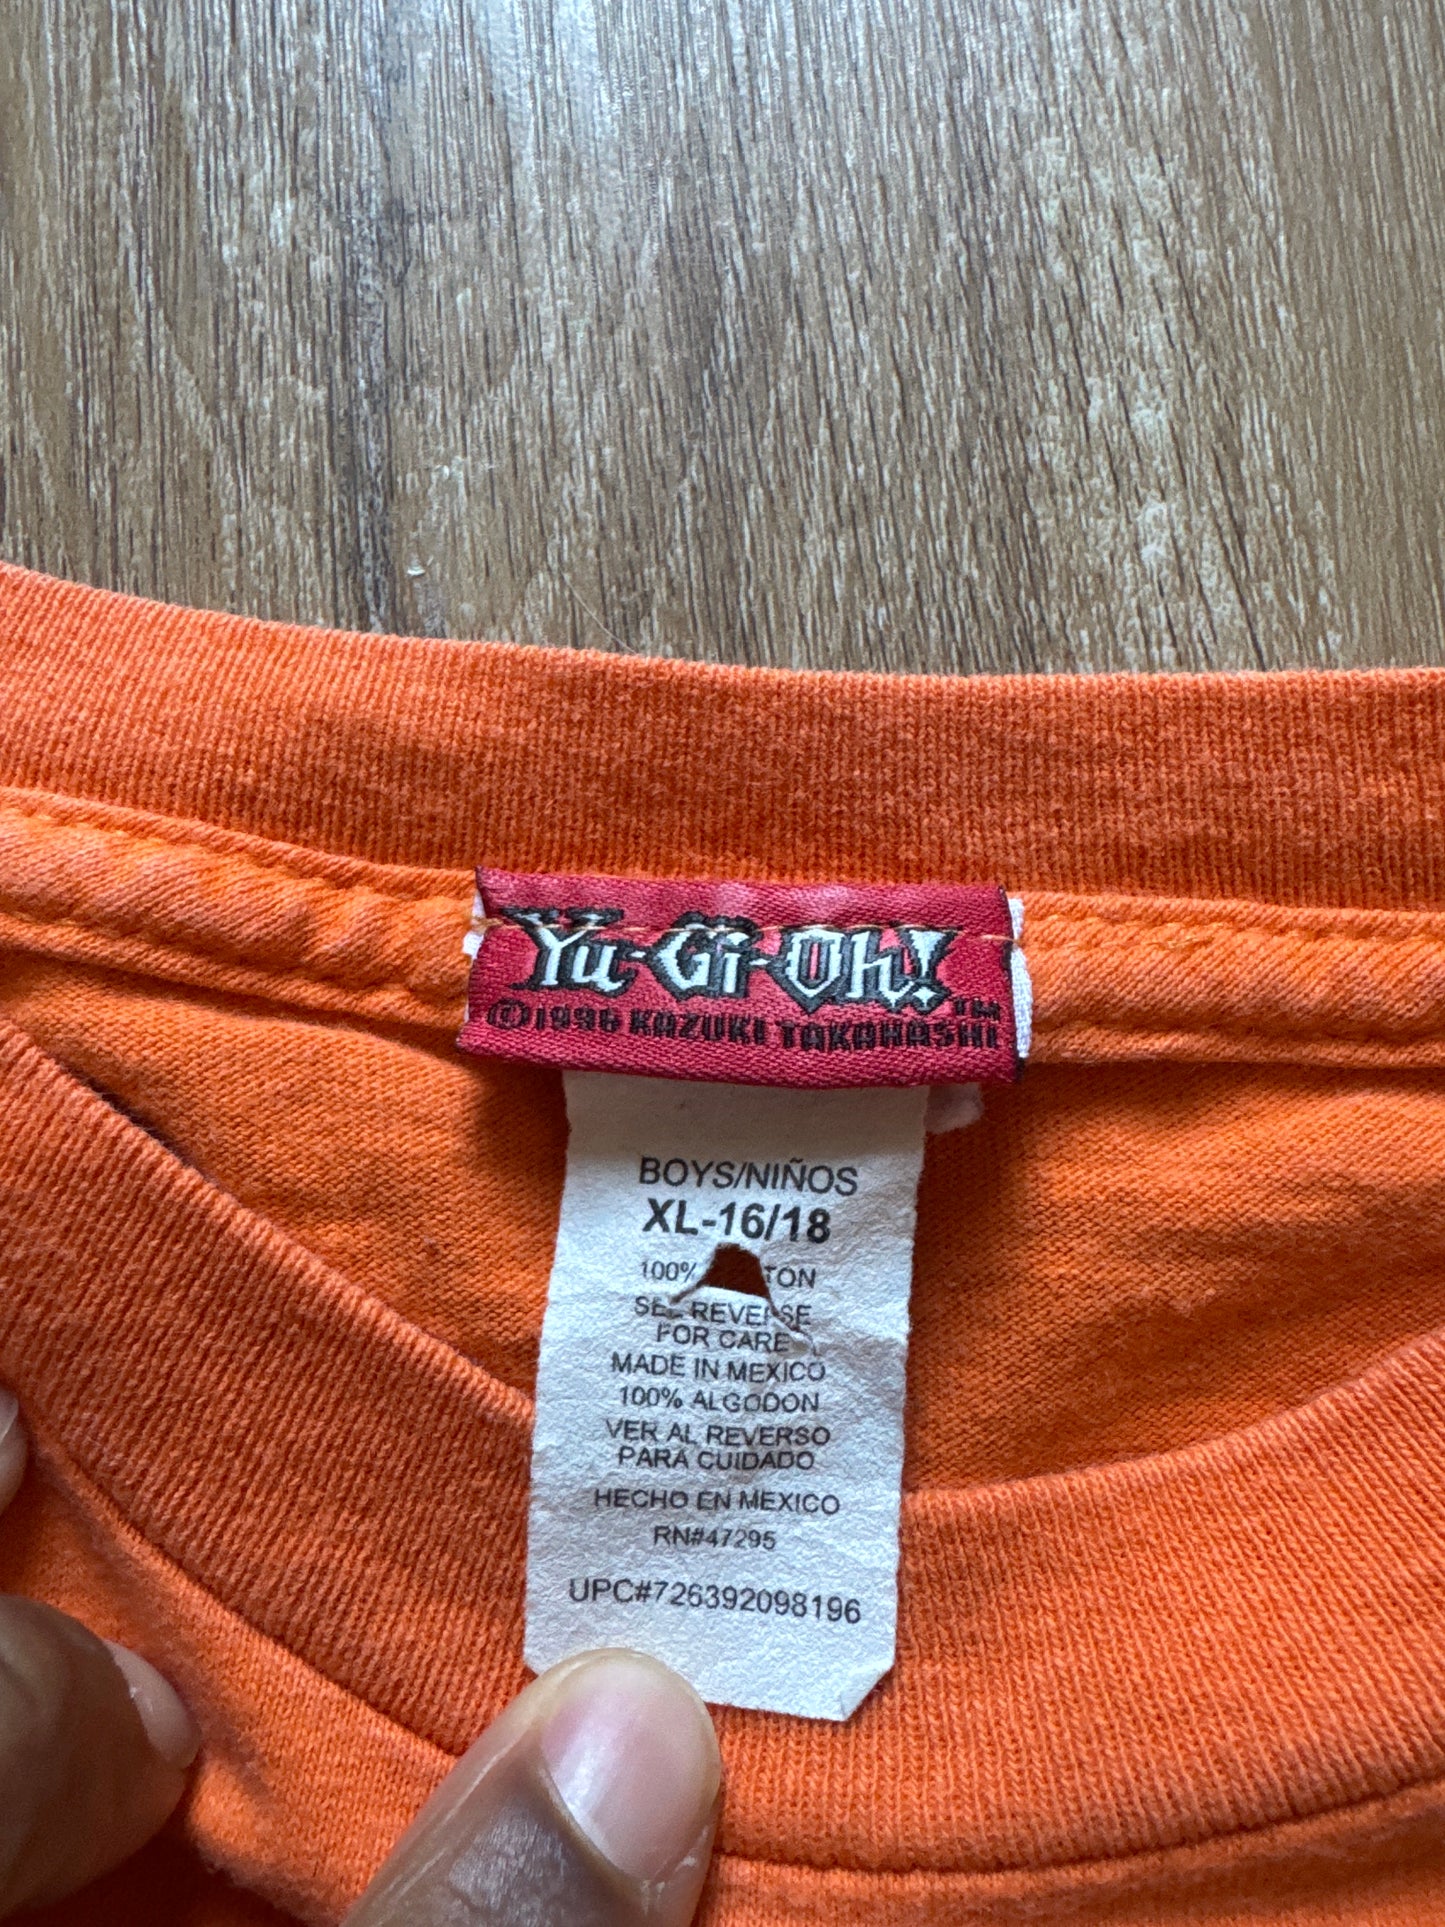 Yu-Gi-Oh!
TM
©1996 KAZUKI TAKAHASHI
BOYS/NIÑOS
XL-16/18
100% TON
SEE REVERSE
FOR CARE
MADE IN MEXICO
100% ALGODON
VER AL REVERSO
PARA CUIDADO
HECHO EN MEXICO
RN#47295
UPC#726392098196